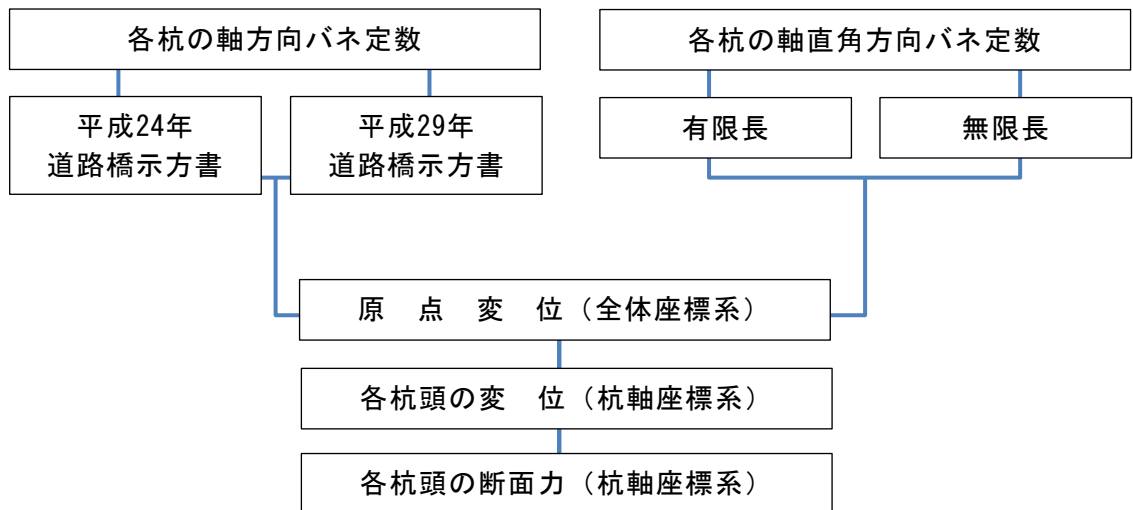 各杭の軸方向バネ定数
各杭の軸直角方向バネ定数
平成24年
道路橋示方書
平成29年
道路橋示方書
有限長
無限長
原　点　変　位（全体座標系）
各杭頭の変　位（杭軸座標系）
各杭頭の断面力（杭軸座標系）